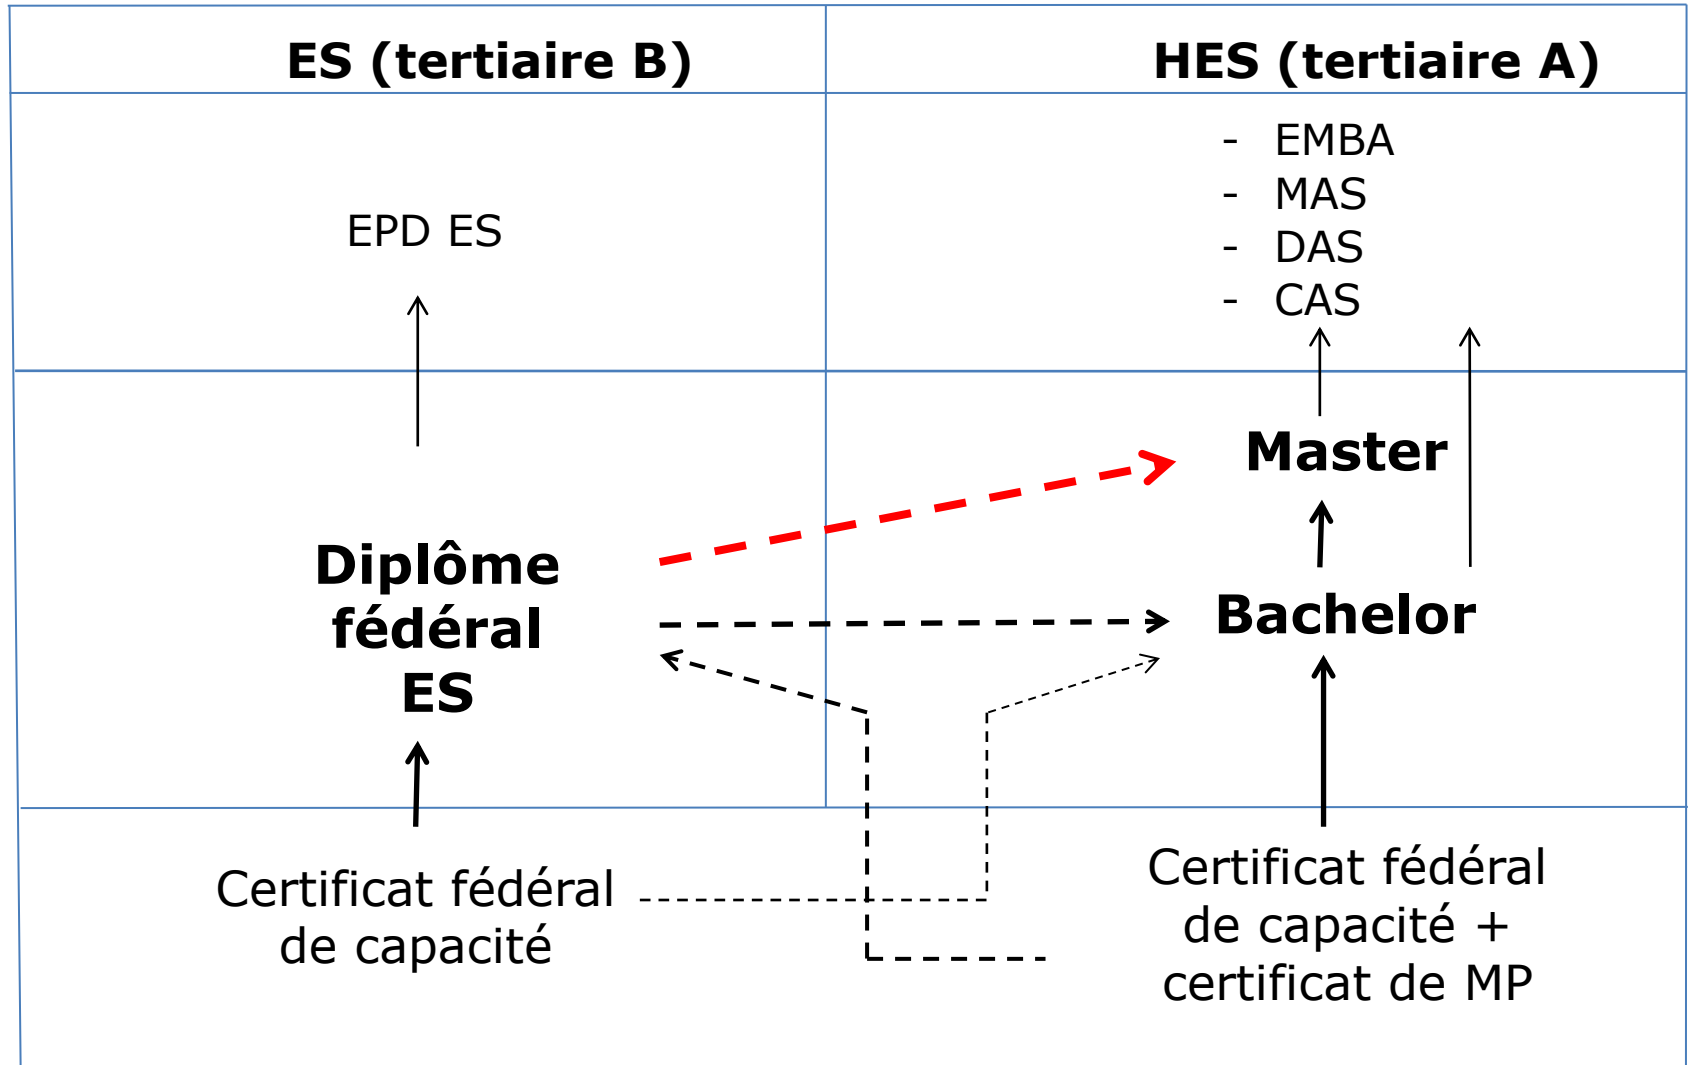 ES (tertiaire B)
HES (tertiaire A)
EPD ES
- EMBA
- MAS
- DAS
- CAS
Diplôme
fédéral
ES
Master
Bachelor
Certificat fédéral
de capacité
Certificat fédéral
de capacité +
certificat de MP